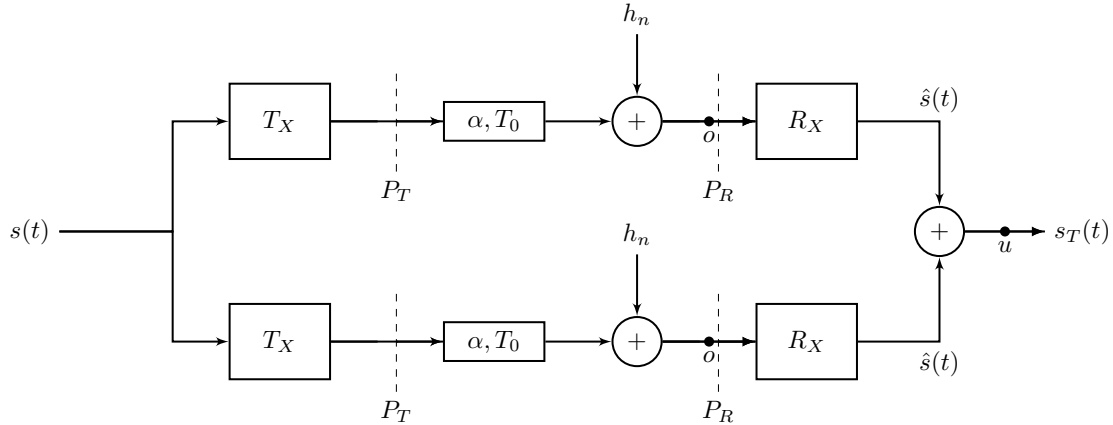 h_n
T_X
α, T_0
+
o
R_X
ŝ(t)
P_T
P_R
s(t)
+
u
s_T(t)
h_n
T_X
α, T_0
+
o
R_X
ŝ(t)
P_T
P_R